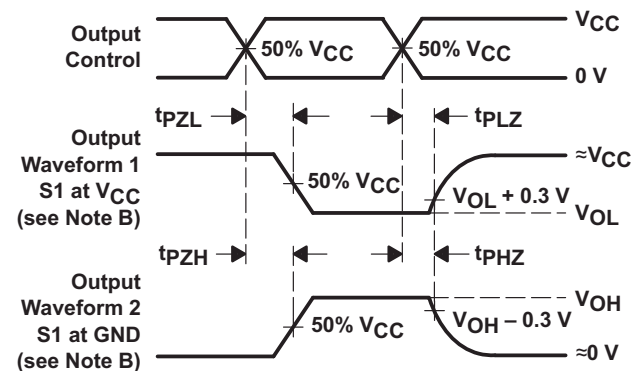 Output
Control
50% VCC
50% VCC
VCC
0 V
tPZL
tPLZ
Output
Waveform 1
S1 at VCC
(see Note B)
50% VCC
VOL + 0.3 V
≈VCC
VOL
tPZH
tPHZ
Output
Waveform 2
S1 at GND
(see Note B)
50% VCC
VOH – 0.3 V
VOH
≈0 V